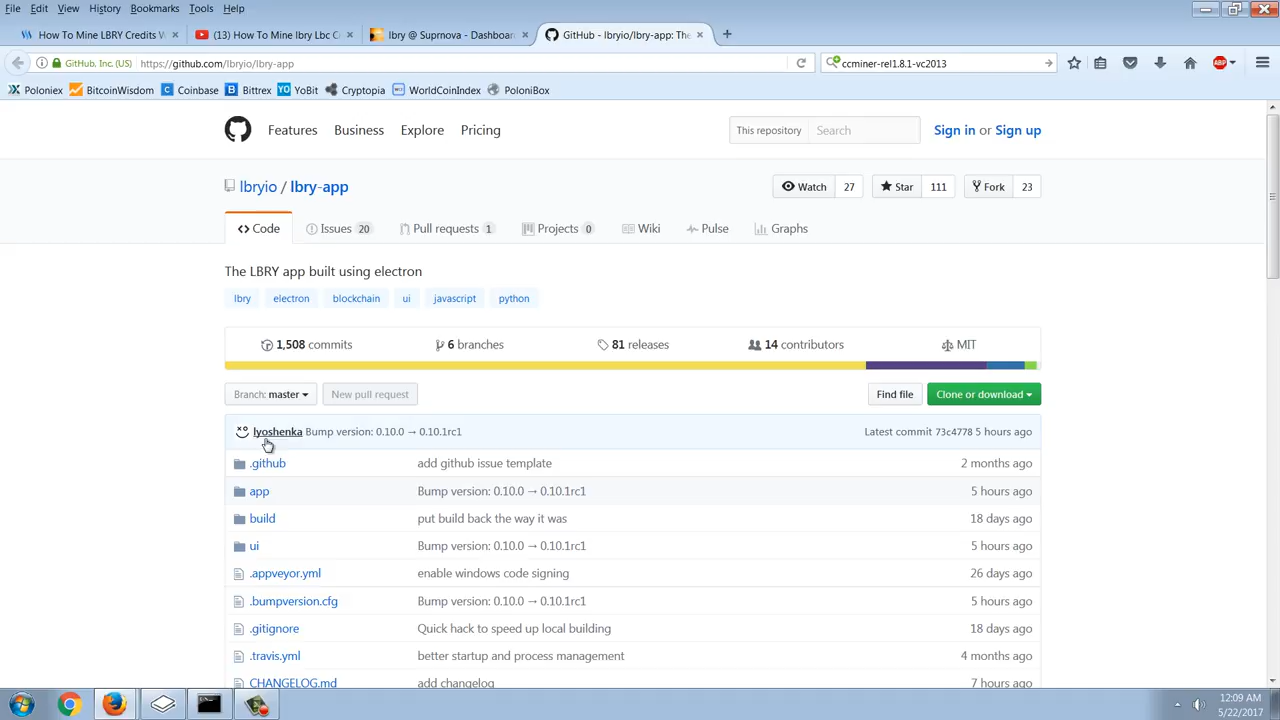 File Edit View History Bookmarks Tools Help
How To Mine LBRY Credits V
(13) How To Mine lbry Lbc C
lbry @ Suprnova - Dashboar
GitHub - lbryio/lbry-app: The
GitHub, Inc. (US) https://github.com/lbryio/lbry-app
ccminer-rel1.8.1-vc2013
ABP
Poloniex BitcoinWisdom Coinbase Bittrex YoBit Cryptopia WorldCoinIndex PoloniBox
Features Business Explore Pricing
This repository Search
Sign in or Sign up
lbryio / lbry-app
Watch 27 Star 111 Fork 23
Code Issues 20 Pull requests 1 Projects 0 Wiki Pulse Graphs
The LBRY app built using electron
lbry electron blockchain ui javascript python
1,508 commits 6 branches 81 releases 14 contributors MIT
Branch: master New pull request Find file Clone or download
lyoshenka Bump version: 0.10.0 → 0.10.1rc1 Latest commit 73c4778 5 hours ago
.github add github issue template 2 months ago
app Bump version: 0.10.0 → 0.10.1rc1 5 hours ago
build put build back the way it was 18 days ago
ui Bump version: 0.10.0 → 0.10.1rc1 5 hours ago
.appveyor.yml enable windows code signing 26 days ago
.bumpversion.cfg Bump version: 0.10.0 → 0.10.1rc1 5 hours ago
.gitignore Quick hack to speed up local building 18 days ago
.travis.yml better startup and process management 4 months ago
CHANGELOG.md add changelog 7 hours ago
12:09 AM
5/22/2017